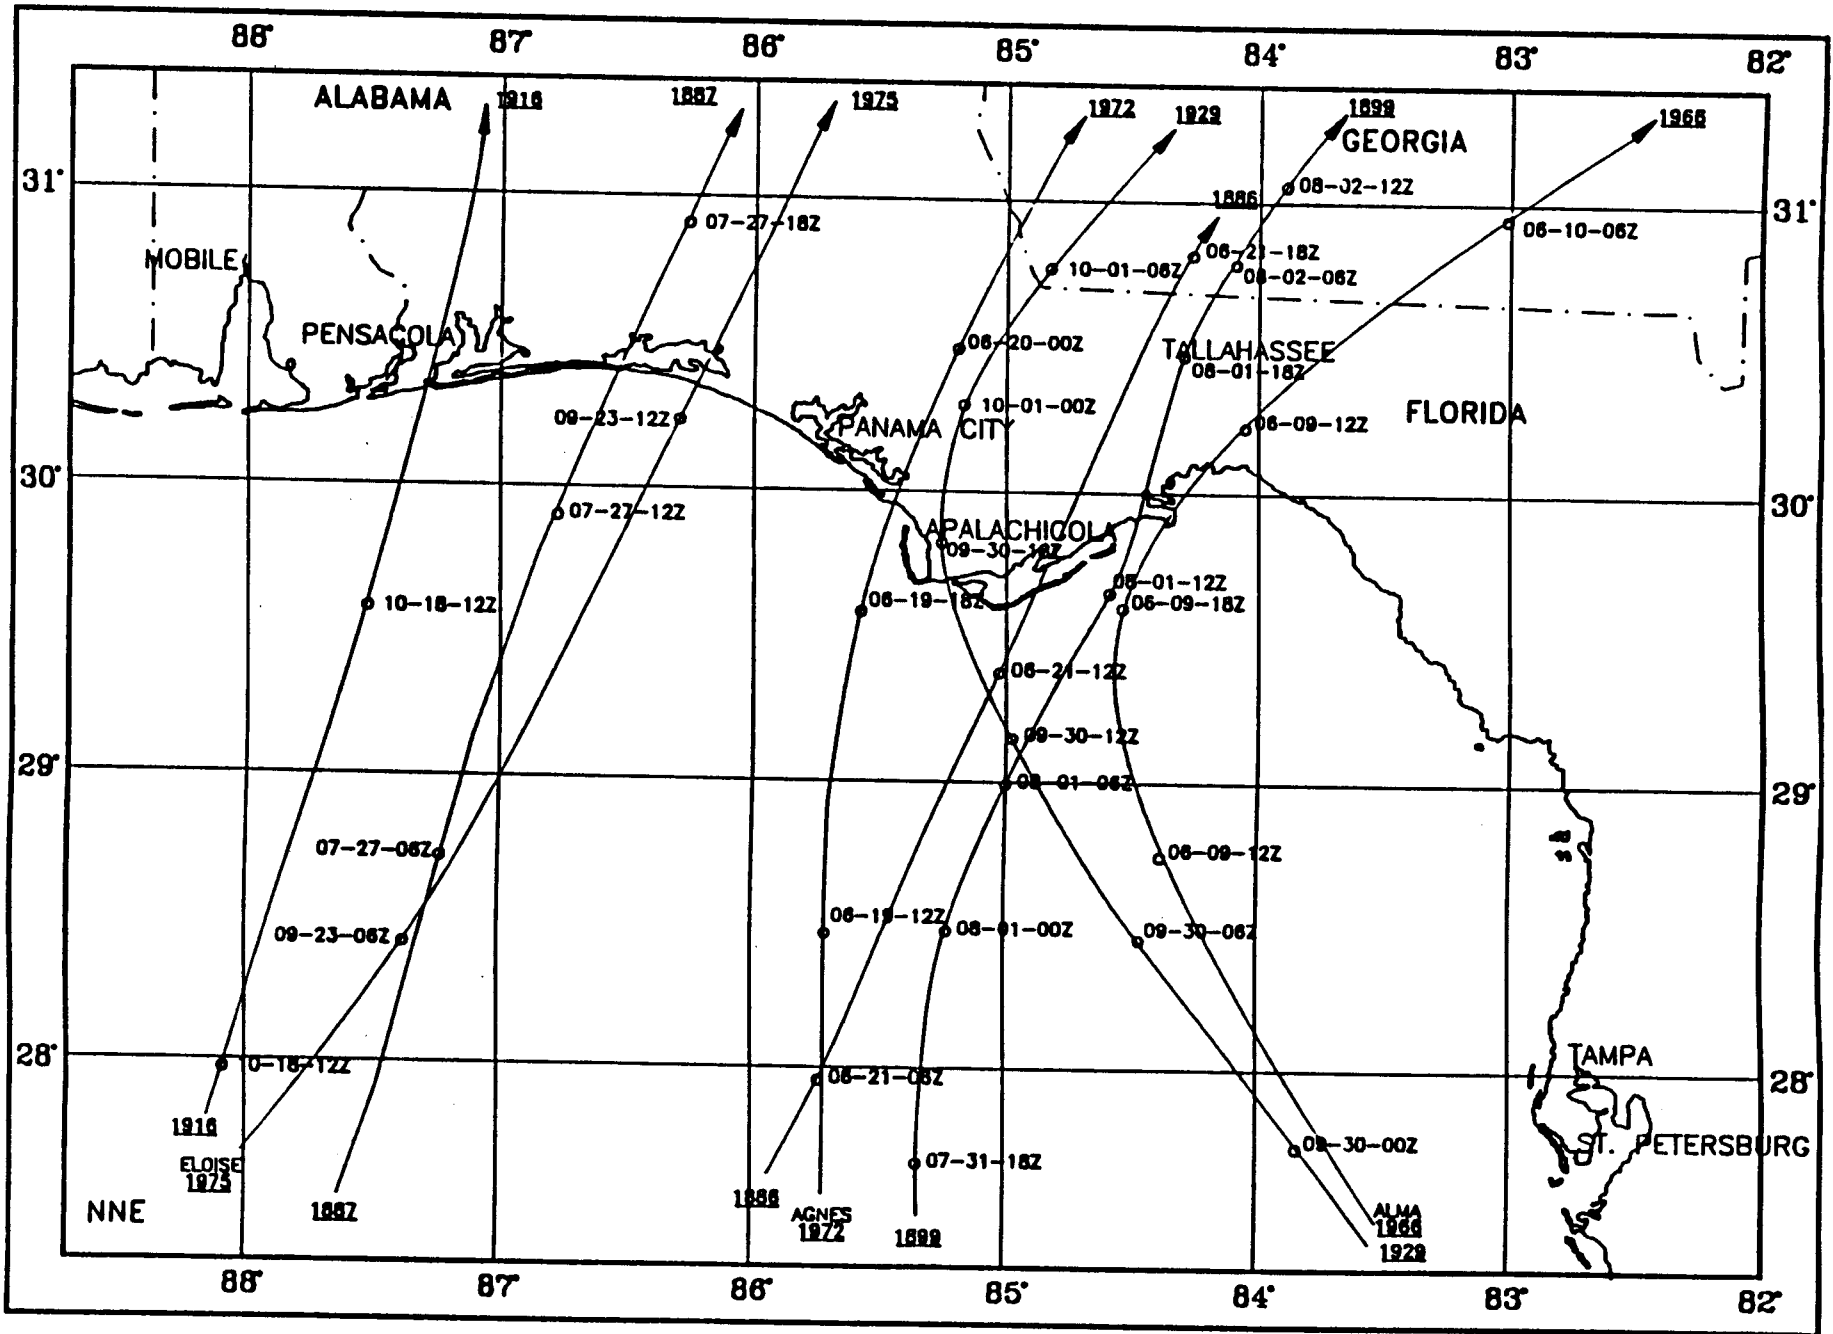 88° 87° 86° 85° 84° 83° 82°
ALABAMA
1916
1887
1975
1972
1929
1899
1966
GEORGIA
31°
08-02-12Z
1886
31°
07-27-18Z
06-10-06Z
MOBILE
10-01-06Z
06-21-18Z
08-02-06Z
PENSACOLA
06-20-00Z
TALLAHASSEE
08-01-18Z
09-23-12Z
10-01-00Z
FLORIDA
PANAMA CITY
06-09-12Z
30°
30°
07-27-12Z
APALACHICOLA
09-30-18Z
10-18-12Z
06-19-18Z
08-01-12Z
06-09-18Z
06-21-12Z
09-30-12Z
29°
08-01-06Z
29°
07-27-06Z
06-09-12Z
09-23-06Z
06-19-12Z
08-01-00Z
09-30-06Z
28°
0-18-12Z
06-21-06Z
TAMPA
28°
1916
09-30-00Z
ST. PETERSBURG
ELOISE
1975
07-31-18Z
NNE
1887
1886
AGNES
1972
1899
ALMA
1966
1929
88° 87° 86° 85° 84° 83° 82°